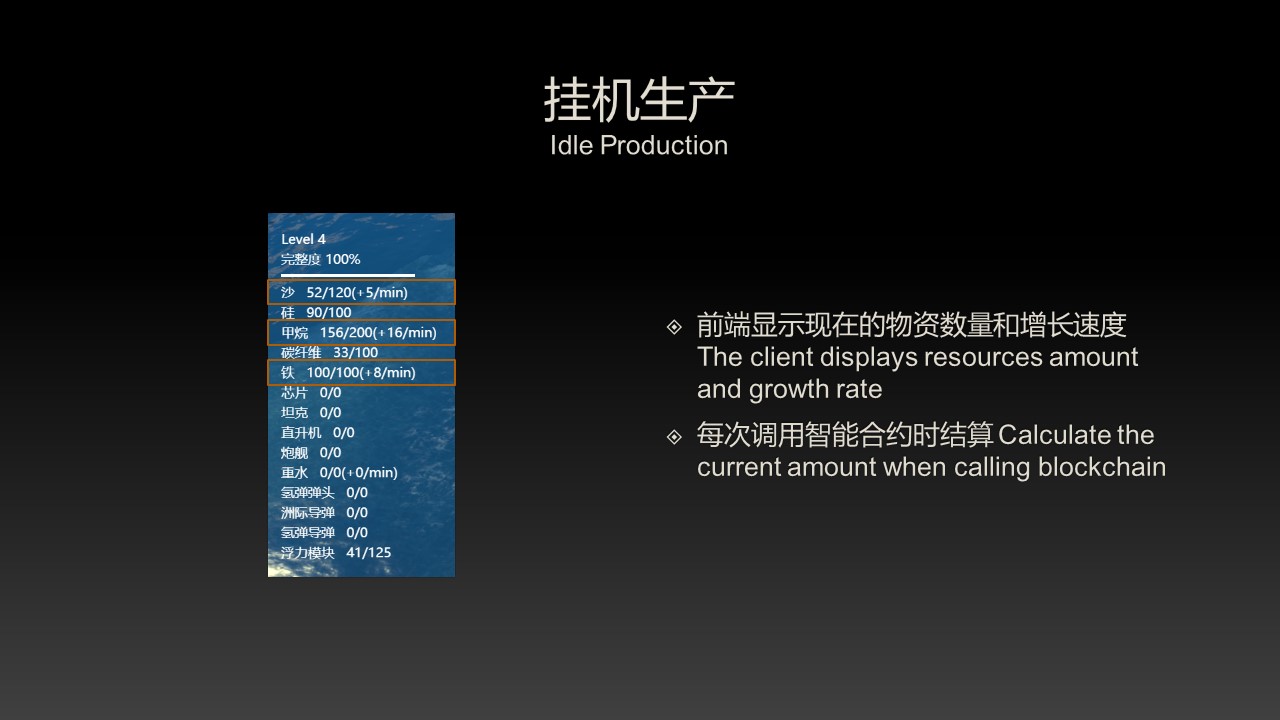 挂机生产
Idle Production
Level 4
完整度 100%
沙 52/120(+5/min)
硅 90/100
甲烷 156/200(+16/min)
碳纤维 33/100
铁 100/100(+8/min)
芯片 0/0
坦克 0/0
直升机 0/0
炮舰 0/0
重水 0/0(+0/min)
氢弹弹头 0/0
洲际导弹 0/0
氢弹导弹 0/0
浮力模块 41/125
前端显示现在的物资数量和增长速度
The client displays resources amount
and growth rate
每次调用智能合约时结算 Calculate the
current amount when calling blockchain